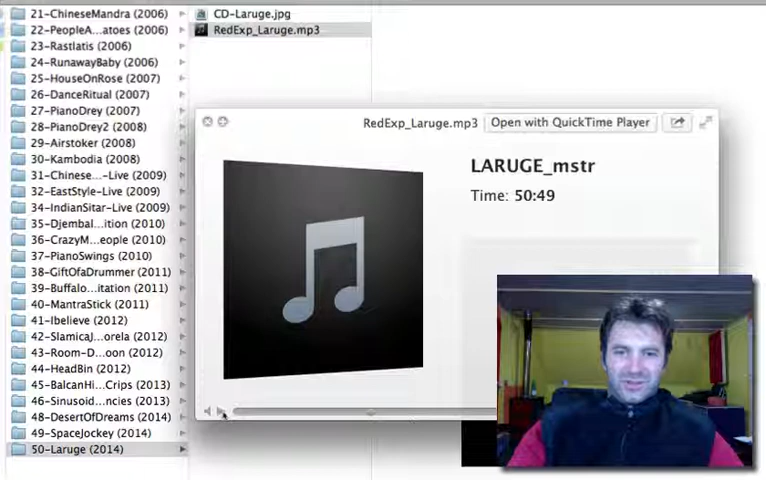 21-ChineseMandra (2006)
22-PeopleA...atoes (2006)
23-Rastlatis (2006)
24-RunawayBaby (2006)
25-HouseOnRose (2007)
26-DanceRitual (2007)
27-PianoDrey (2007)
28-PianoDrey2 (2008)
29-Airstoker (2008)
30-Kambodia (2008)
31-Chinese...-Live (2009)
32-EastStyle-Live (2009)
34-IndianSitar-Live (2009)
35-Djembal...ition (2010)
36-CrazyM...eople (2010)
37-PianoSwings (2010)
38-GiftOfaDrummer (2011)
39-Buffalo...itation (2011)
40-MantraStick (2011)
41-Ibelieve (2012)
42-SlamicaJ...orela (2012)
43-Room-D...oon (2012)
44-HeadBin (2012)
45-BalcanHi...Crips (2013)
46-Sinusoid...ncies (2013)
48-DesertOfDreams (2014)
49-SpaceJockey (2014)
50-Laruge (2014)
CD-Laruge.jpg
RedExp_Laruge.mp3
RedExp_Laruge.mp3
Open with QuickTime Player
LARUGE_mstr
Time: 50:49